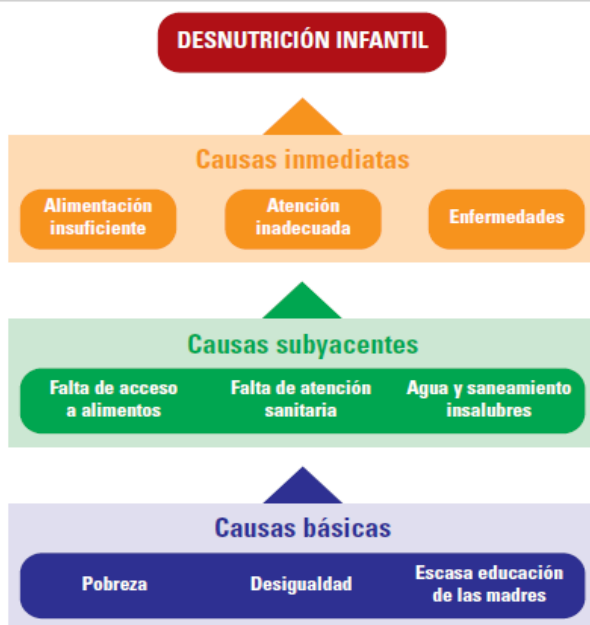 DESNUTRICIÓN INFANTIL
Causas inmediatas
Alimentación
insuficiente
Atención
inadecuada
Enfermedades
Causas subyacentes
Falta de acceso
a alimentos
Falta de atención
sanitaria
Agua y saneamiento
insalubres
Causas básicas
Pobreza
Desigualdad
Escasa educación
de las madres